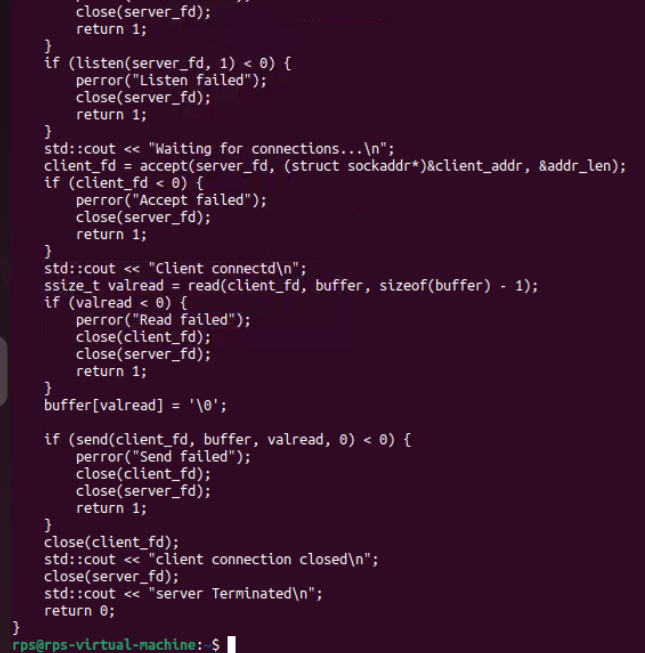 close(server_fd);
        return 1;
    }
    if (listen(server_fd, 1) < 0) {
        perror("Listen failed");
        close(server_fd);
        return 1;
    }
    std::cout << "Waiting for connections...\n";
    client_fd = accept(server_fd, (struct sockaddr*)&client_addr, &addr_len);
    if (client_fd < 0) {
        perror("Accept failed");
        close(server_fd);
        return 1;
    }
    std::cout << "Client connectd\n";
    ssize_t valread = read(client_fd, buffer, sizeof(buffer) - 1);
    if (valread < 0) {
        perror("Read failed");
        close(client_fd);
        close(server_fd);
        return 1;
    }
    buffer[valread] = '\0';

    if (send(client_fd, buffer, valread, 0) < 0) {
        perror("Send failed");
        close(client_fd);
        close(server_fd);
        return 1;
    }
    close(client_fd);
    std::cout << "client connection closed\n";
    close(server_fd);
    std::cout << "server Terminated\n";
    return 0;
}
rps@rps-virtual-machine:~$